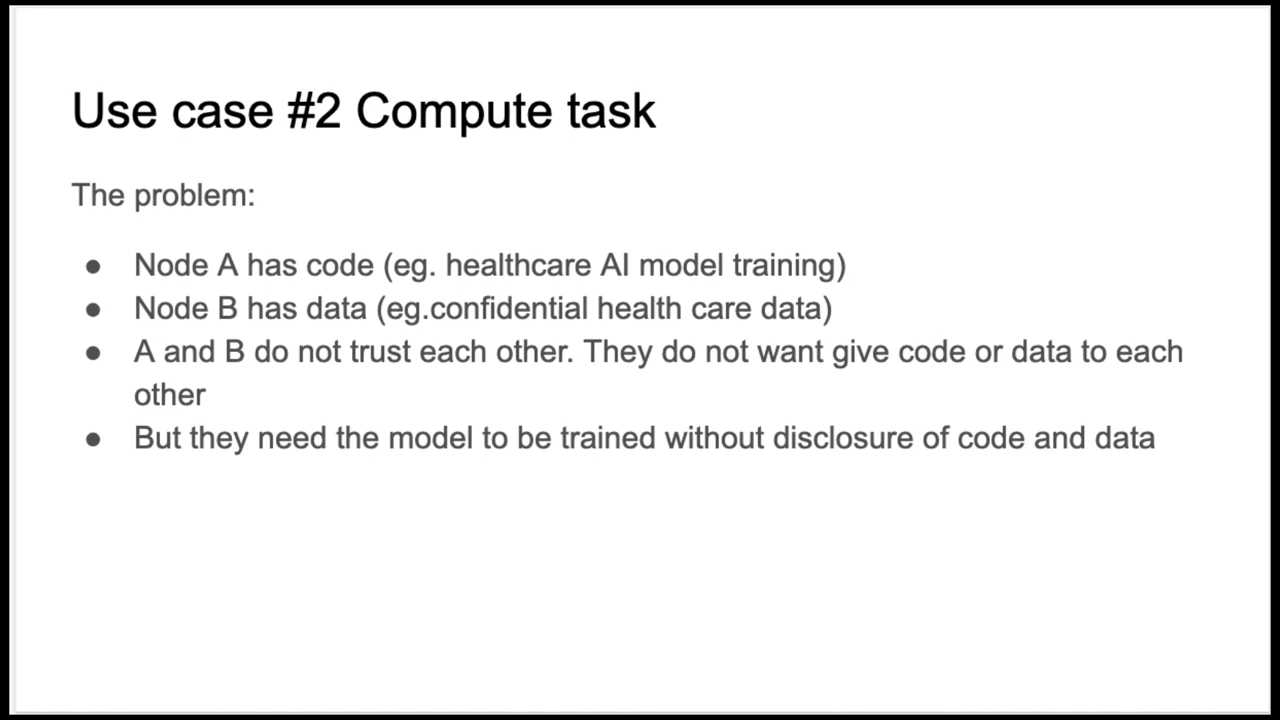 Use case #2 Compute task
The problem:
● Node A has code (eg. healthcare AI model training)
● Node B has data (eg.confidential health care data)
● A and B do not trust each other. They do not want give code or data to each
other
● But they need the model to be trained without disclosure of code and data